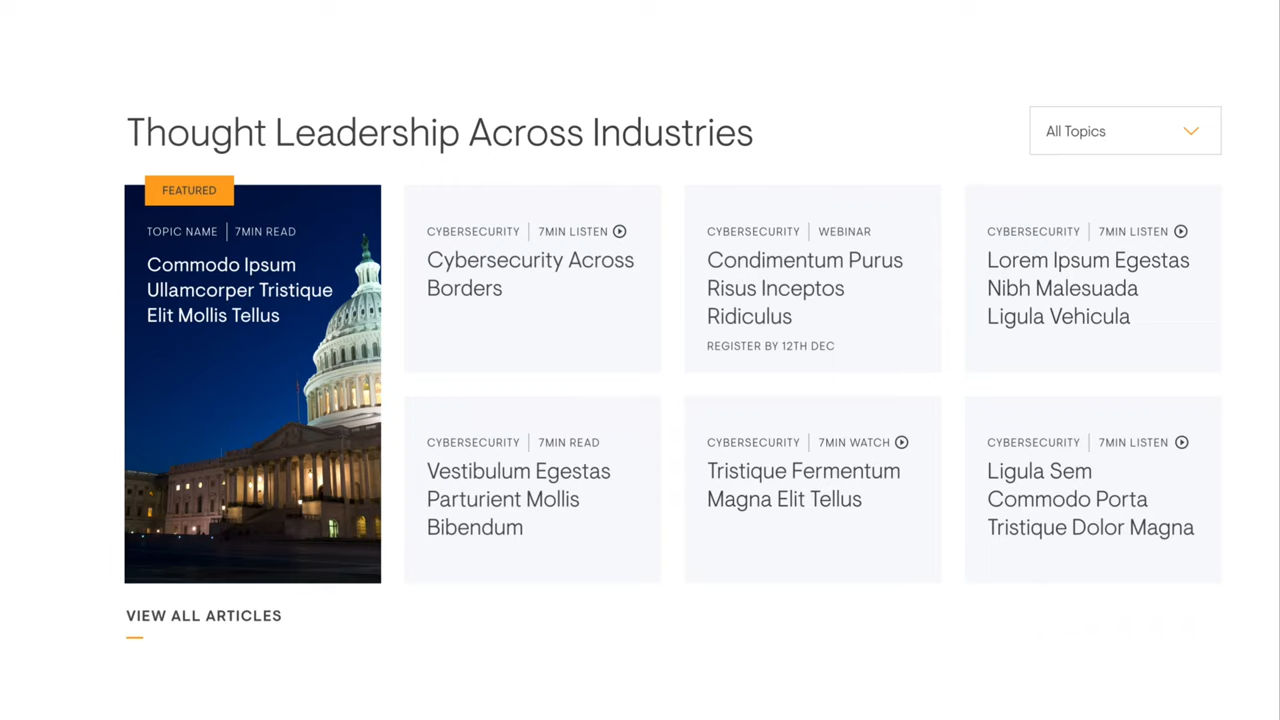 Thought Leadership Across Industries
All Topics
FEATURED
TOPIC NAME | 7MIN READ
Commodo Ipsum
Ullamcorper Tristique
Elit Mollis Tellus
CYBERSECURITY | 7MIN LISTEN
Cybersecurity Across
Borders
CYBERSECURITY | WEBINAR
Condimentum Purus
Risus Inceptos
Ridiculus
REGISTER BY 12TH DEC
CYBERSECURITY | 7MIN LISTEN
Lorem Ipsum Egestas
Nibh Malesuada
Ligula Vehicula
CYBERSECURITY | 7MIN READ
Vestibulum Egestas
Parturient Mollis
Bibendum
CYBERSECURITY | 7MIN WATCH
Tristique Fermentum
Magna Elit Tellus
CYBERSECURITY | 7MIN LISTEN
Ligula Sem
Commodo Porta
Tristique Dolor Magna
VIEW ALL ARTICLES